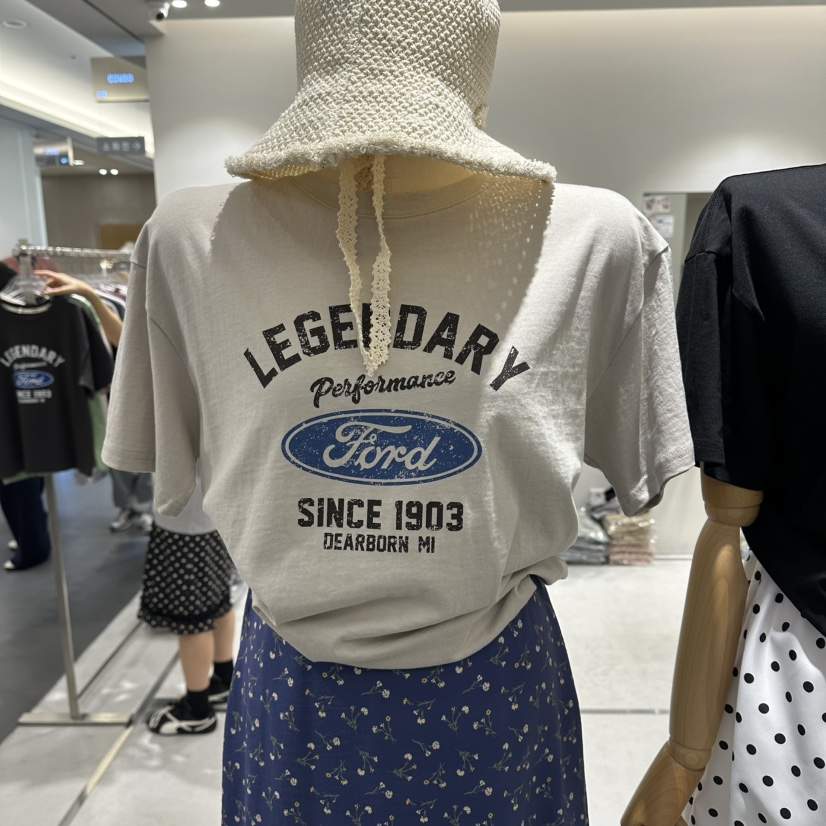 LEGENDARY
Performance
Ford
SINCE 1903
DEARBORN MI
LEGENDARY
Ford
SINCE 1903